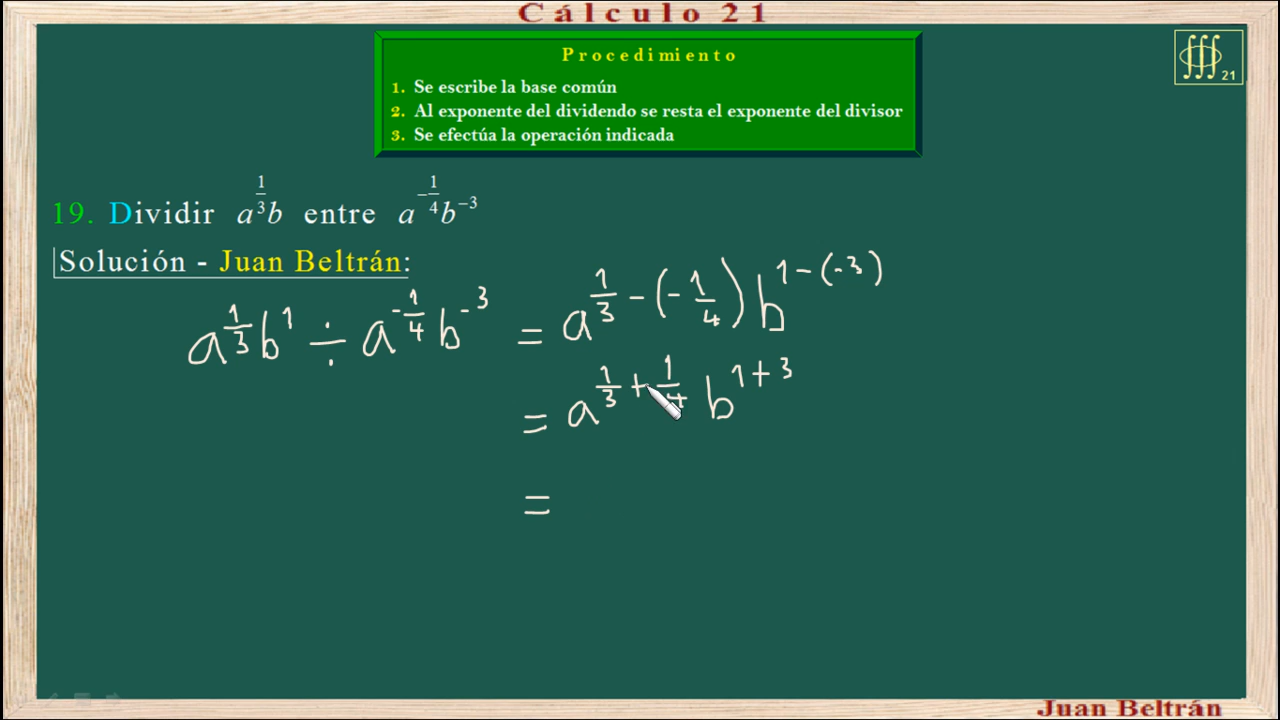 Cálculo 21
Procedimiento
1. Se escribe la base común
2. Al exponente del dividendo se resta el exponente del divisor
3. Se efectúa la operación indicada
∫∫∫ 21
19. Dividir a^{1/3}b entre a^{-1/4}b^{-3}
Solución - Juan Beltrán:
a^{1/3}b^{1} ÷ a^{-1/4}b^{-3} = a^{1/3-(-1/4)}b^{1-(-3)}
= a^{1/3+1/4}b^{1+3}
=
Juan Beltrán